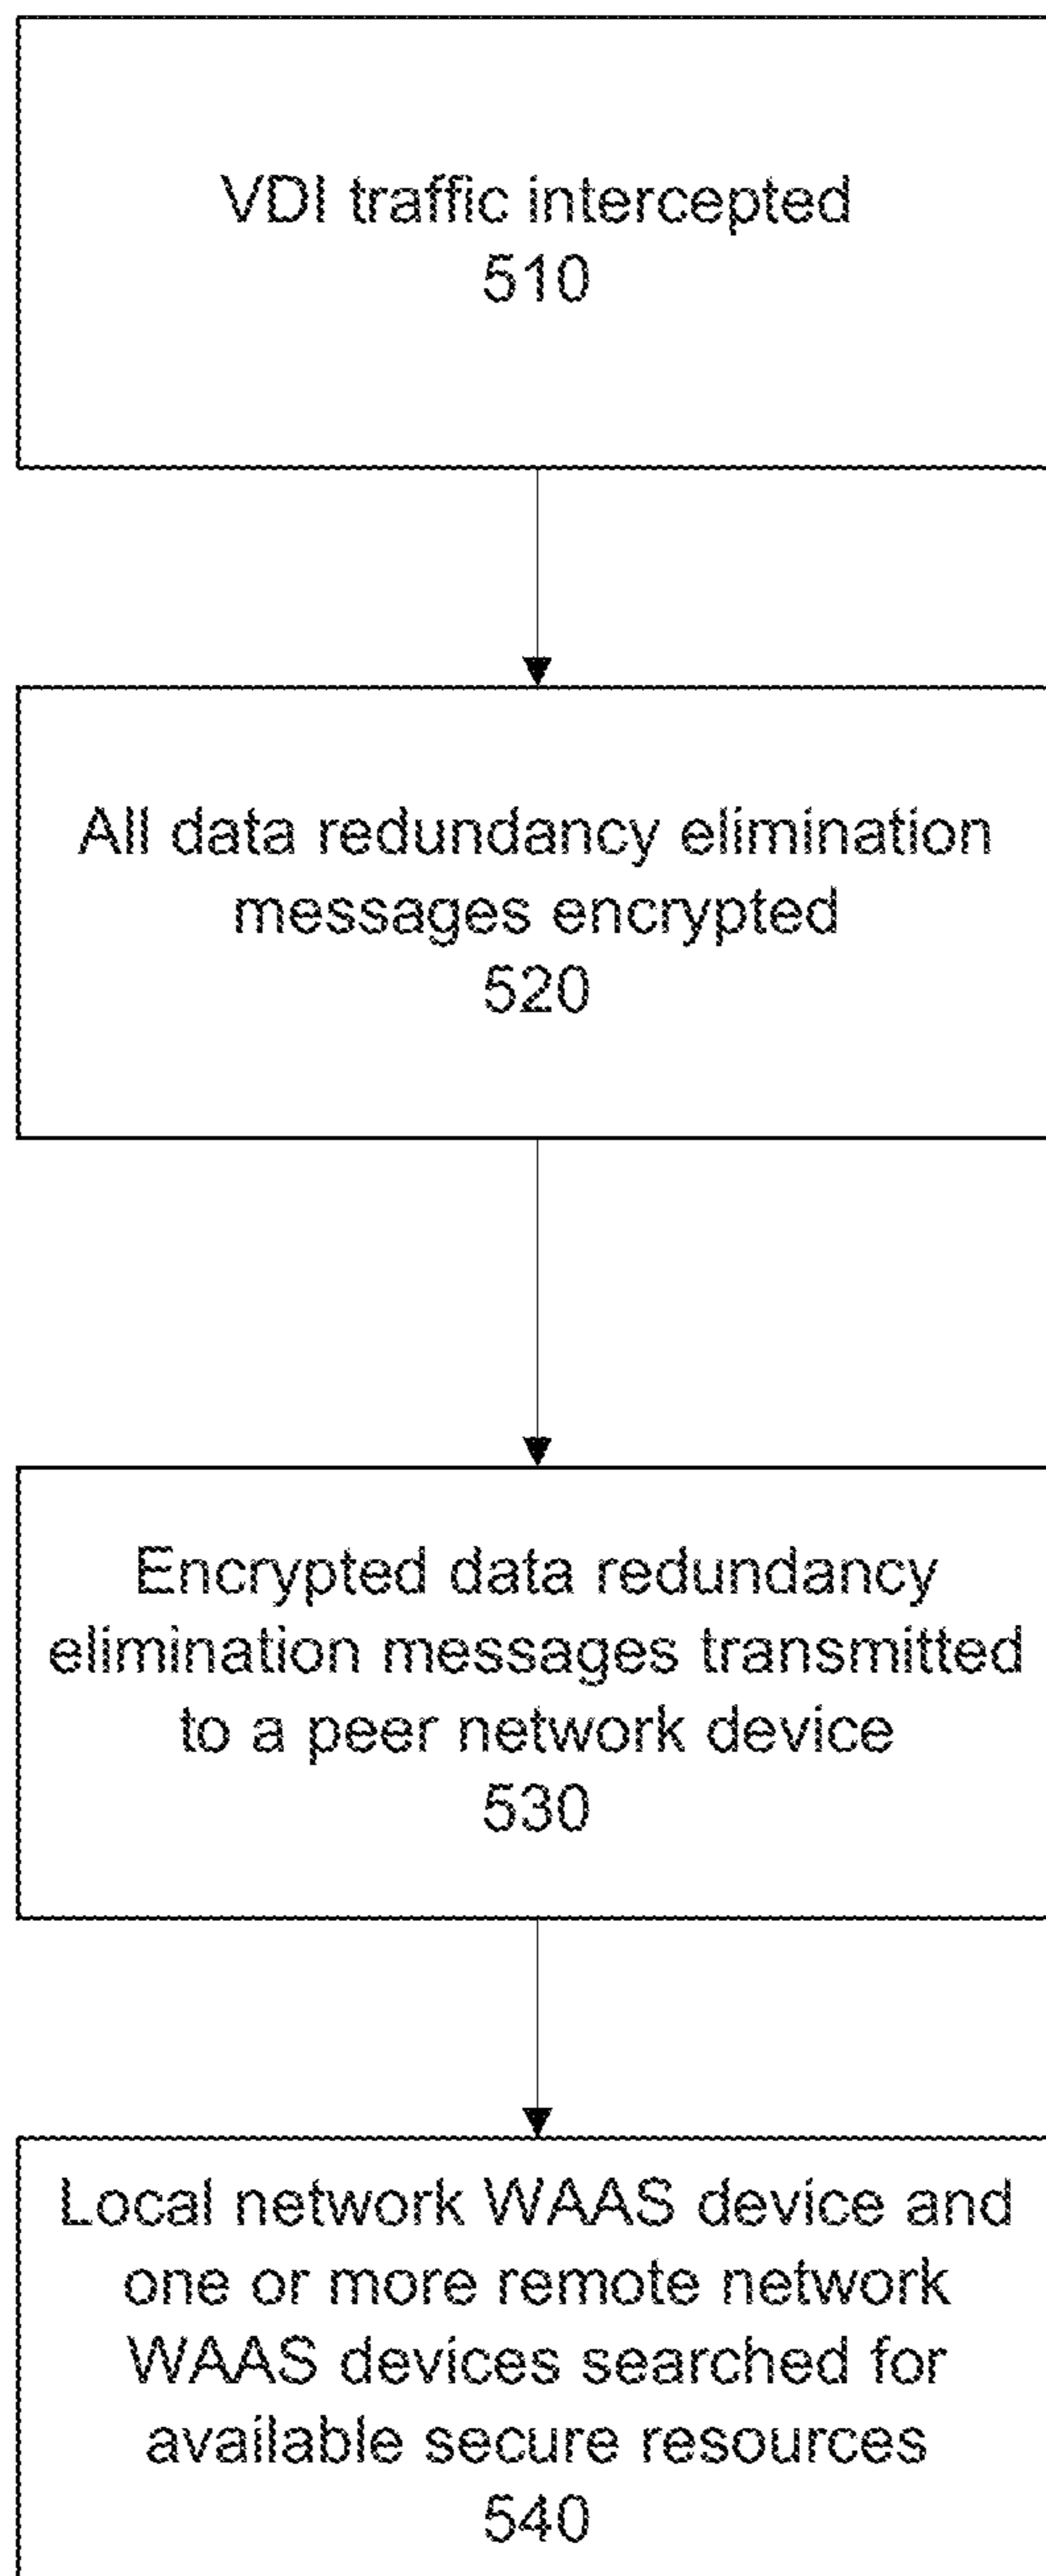 VDI traffic intercepted
510
All data redundancy elimination
messages encrypted
520
Encrypted data redundancy
elimination messages transmitted
to a peer network device
530
Local network WAAS device and
one or more remote network
WAAS devices searched for
available secure resources
540